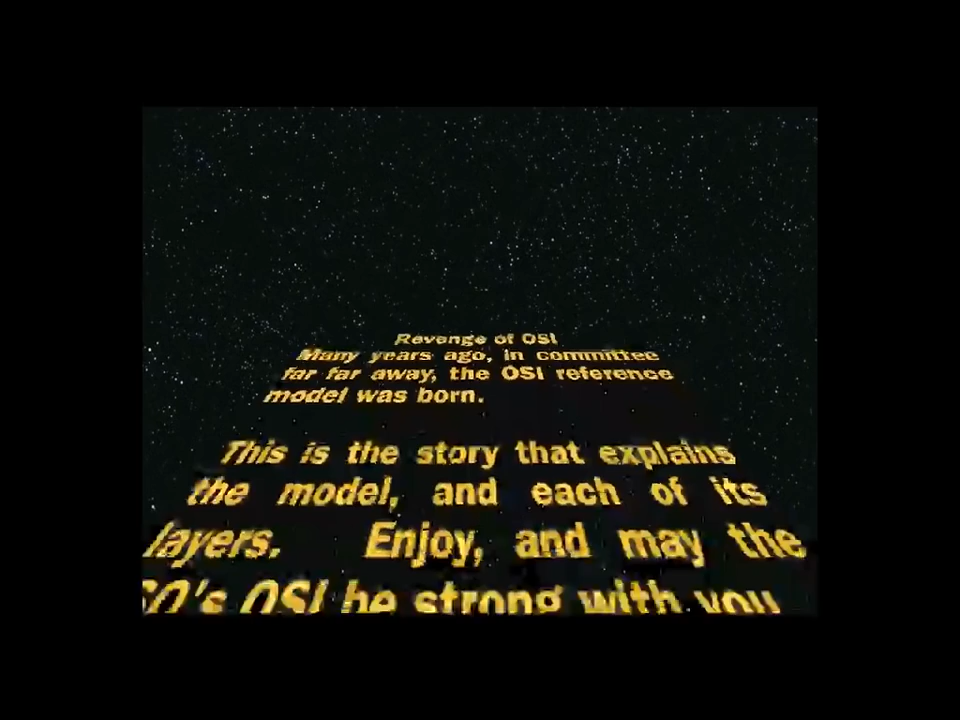 Revenge of OSI
Many years ago, in committee
far far away, the OSI reference
model was born.
This is the story that explains
the model, and each of its
layers. Enjoy, and may the
OSI be strong with you